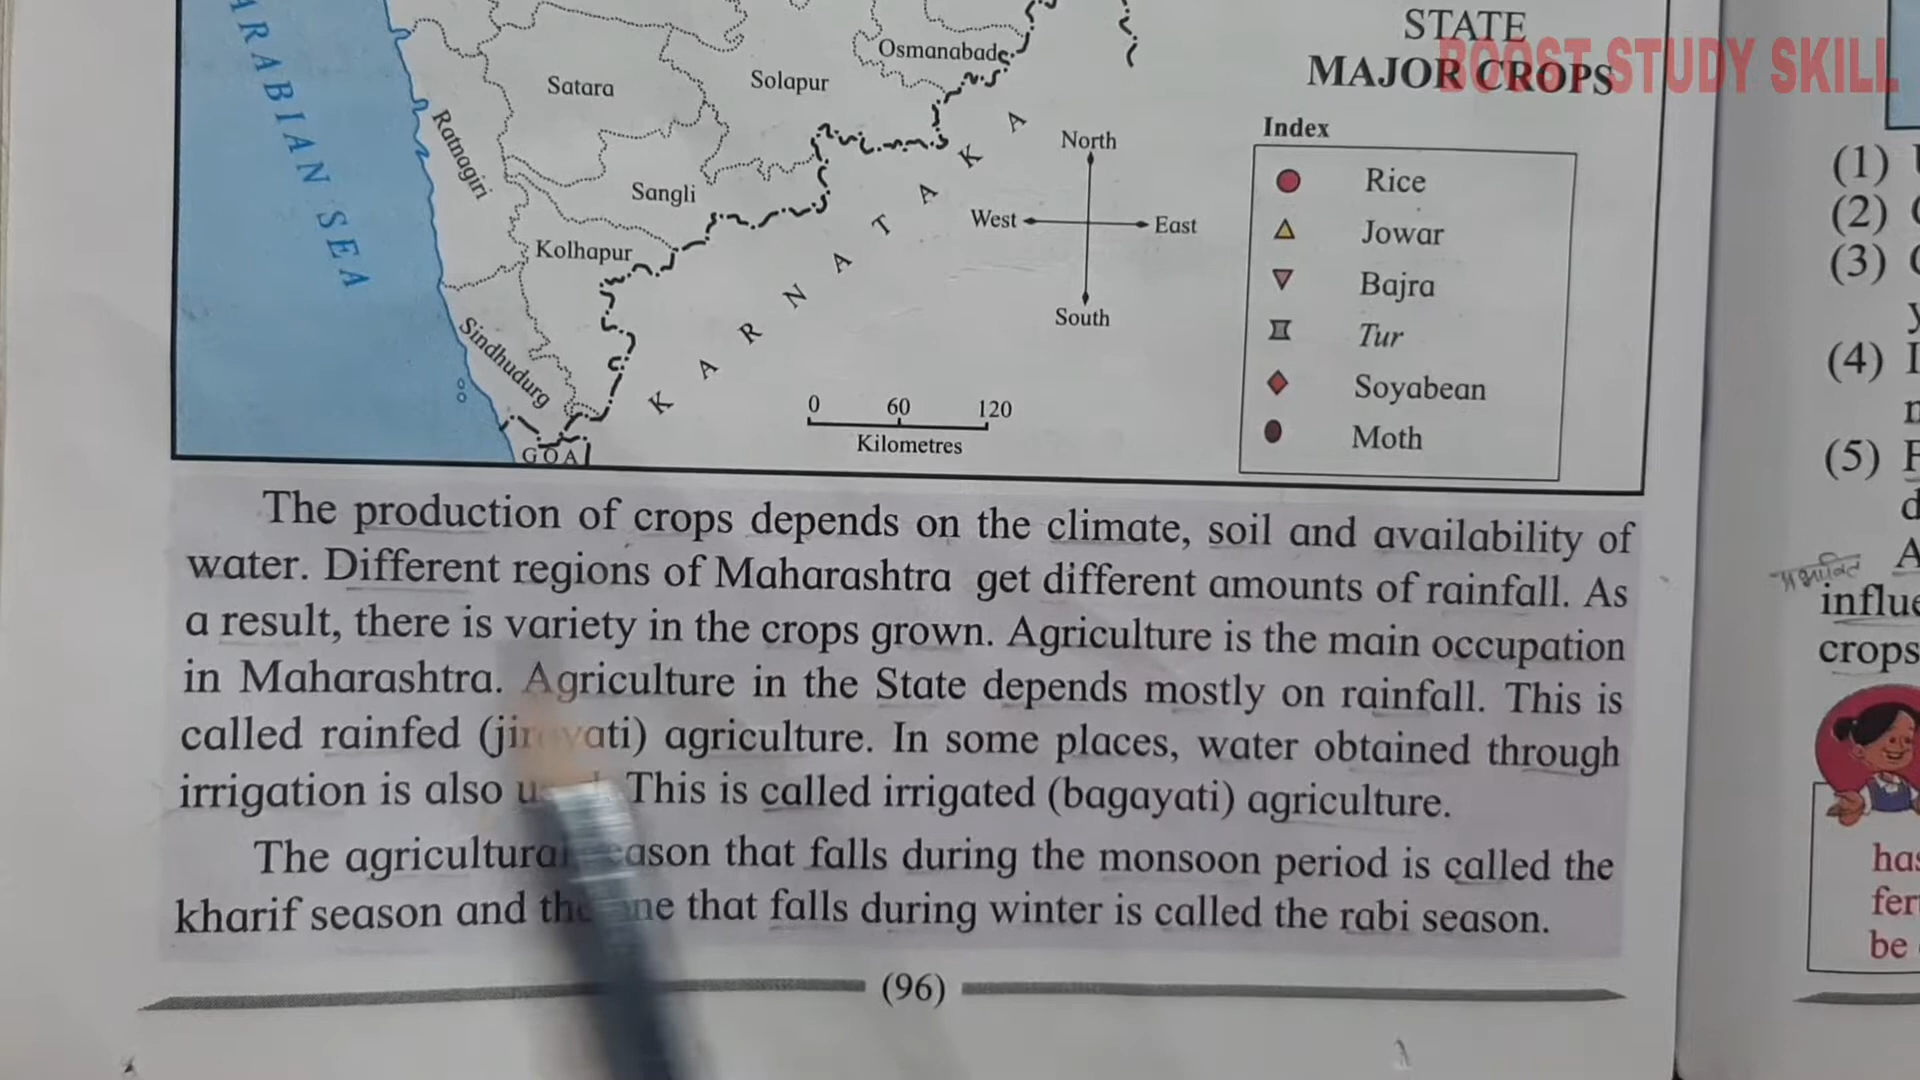 STATE
MAJOR CROPS
BOOST STUDY SKILL
ARABIAN SEA
Osmanabad
Satara
Solapur
Ratnagiri
Sangli
Kolhapur
Sindhudurg
GOA
KARNATAKA
North
West
East
South
0 60 120
Kilometres
Index
Rice
Jowar
Bajra
Tur
Soyabean
Moth
The production of crops depends on the climate, soil and availability of
water. Different regions of Maharashtra get different amounts of rainfall. As
a result, there is variety in the crops grown. Agriculture is the main occupation
in Maharashtra. Agriculture in the State depends mostly on rainfall. This is
called rainfed (jirayati) agriculture. In some places, water obtained through
irrigation is also This is called irrigated (bagayati) agriculture.
The agricultural season that falls during the monsoon period is called the
kharif season and the one that falls during winter is called the rabi season.
(96)
(1)
(2)
(3)
(4)
(5)
crops
has
be